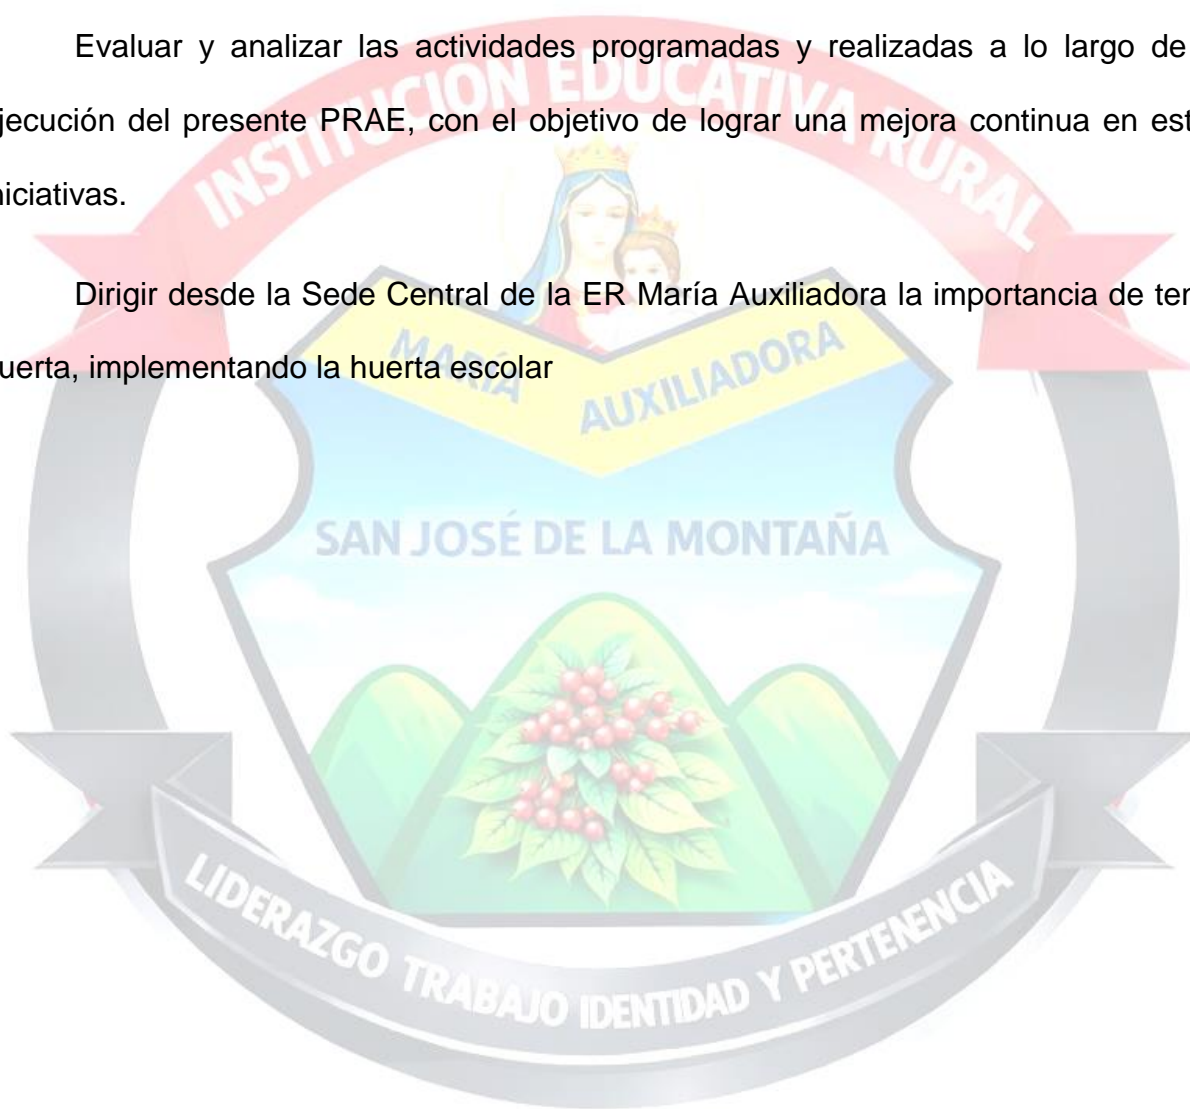 Evaluar y analizar las actividades programadas y realizadas a lo largo de
jecución del presente PRAE, con el objetivo de lograr una mejora continua en est
niciativas.
Dirigir desde la Sede Central de la ER María Auxiliadora la importancia de ter
uerta, implementando la huerta escolar
INSTITUCIÓN EDUCATIVA RURAL
MARÍA AUXILIADORA
SAN JOSÉ DE LA MONTAÑA
LIDERAZGO TRABAJO IDENTIDAD Y PERTENENCIA